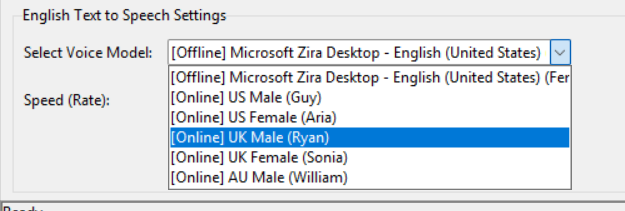 English Text to Speech Settings
Select Voice Model: [Offline] Microsoft Zira Desktop - English (United States)
[Offline] Microsoft Zira Desktop - English (United States) (Fer
Speed (Rate):
[Online] US Male (Guy)
[Online] US Female (Aria)
[Online] UK Male (Ryan)
[Online] UK Female (Sonia)
[Online] AU Male (William)
Ready